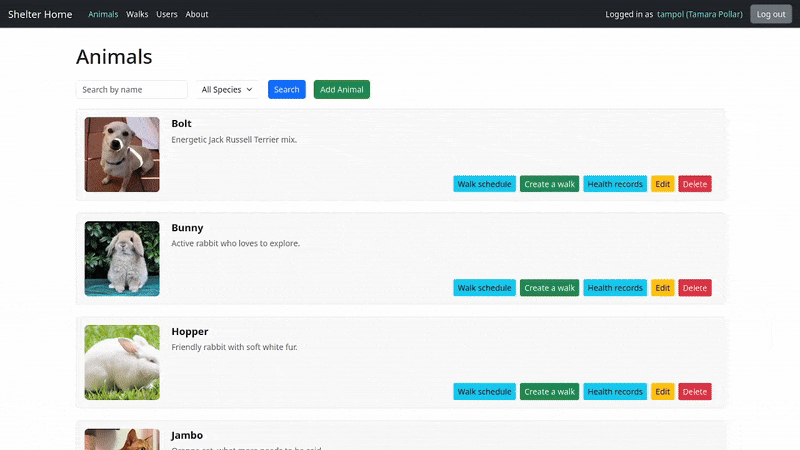 Shelter Home Animals Walks Users About Logged in as tampol (Tamara Pollar) Log out
Animals
Search by name All Species Search Add Animal
Bolt
Energetic Jack Russell Terrier mix.
Walk schedule Create a walk Health records Edit Delete
Bunny
Active rabbit who loves to explore.
Walk schedule Create a walk Health records Edit Delete
Hopper
Friendly rabbit with soft white fur.
Walk schedule Create a walk Health records Edit Delete
Jambo